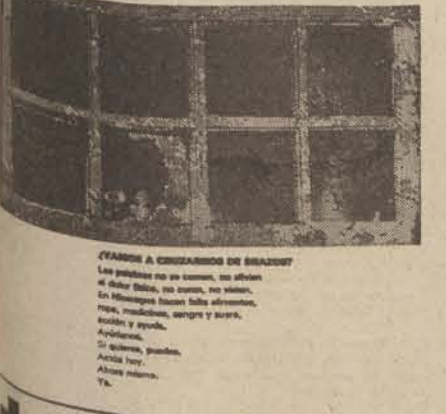 ¿VAMOS A CRUZARNOS DE BRAZOS?
Las palabras no se comen, no alivian
el dolor físico, no curan, no visten.
En Nicaragua hacen falta alimentos,
ropa, medicinas, sangre y suero,
acción y ayuda.
Ayúdanos.
Si quieres, puedes.
Actúa hoy.
Ahora mismo.
Ya.